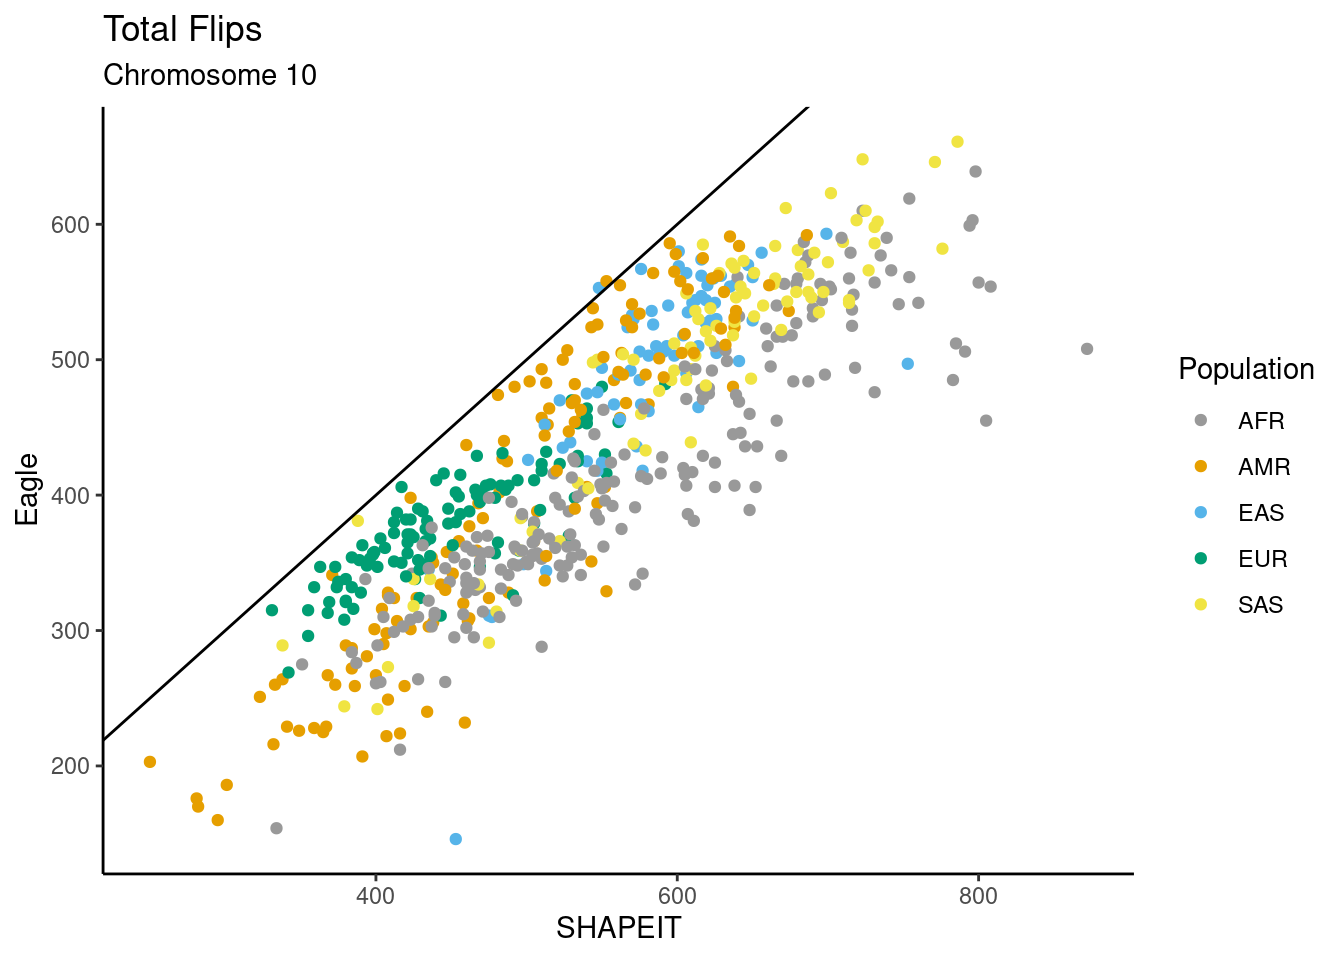 Total Flips
Chromosome 10
Eagle
600
500
400
300
200
400
600
800
SHAPEIT
Population
AFR
AMR
EAS
EUR
SAS